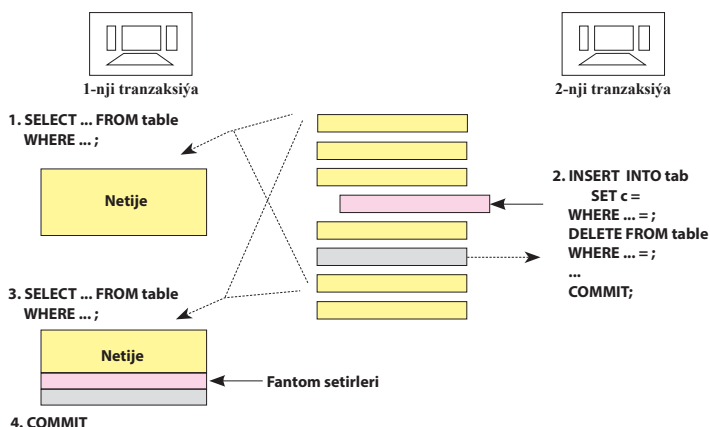 1-nji tranzaksiýa
2-nji tranzaksiýa
1. SELECT ... FROM table
WHERE ... ;
Netije
2. INSERT INTO tab
SET c =
WHERE ... = ;
DELETE FROM table
WHERE ... = ;
...
COMMIT;
3. SELECT ... FROM table
WHERE ... ;
Netije
Fantom setirleri
4. COMMIT